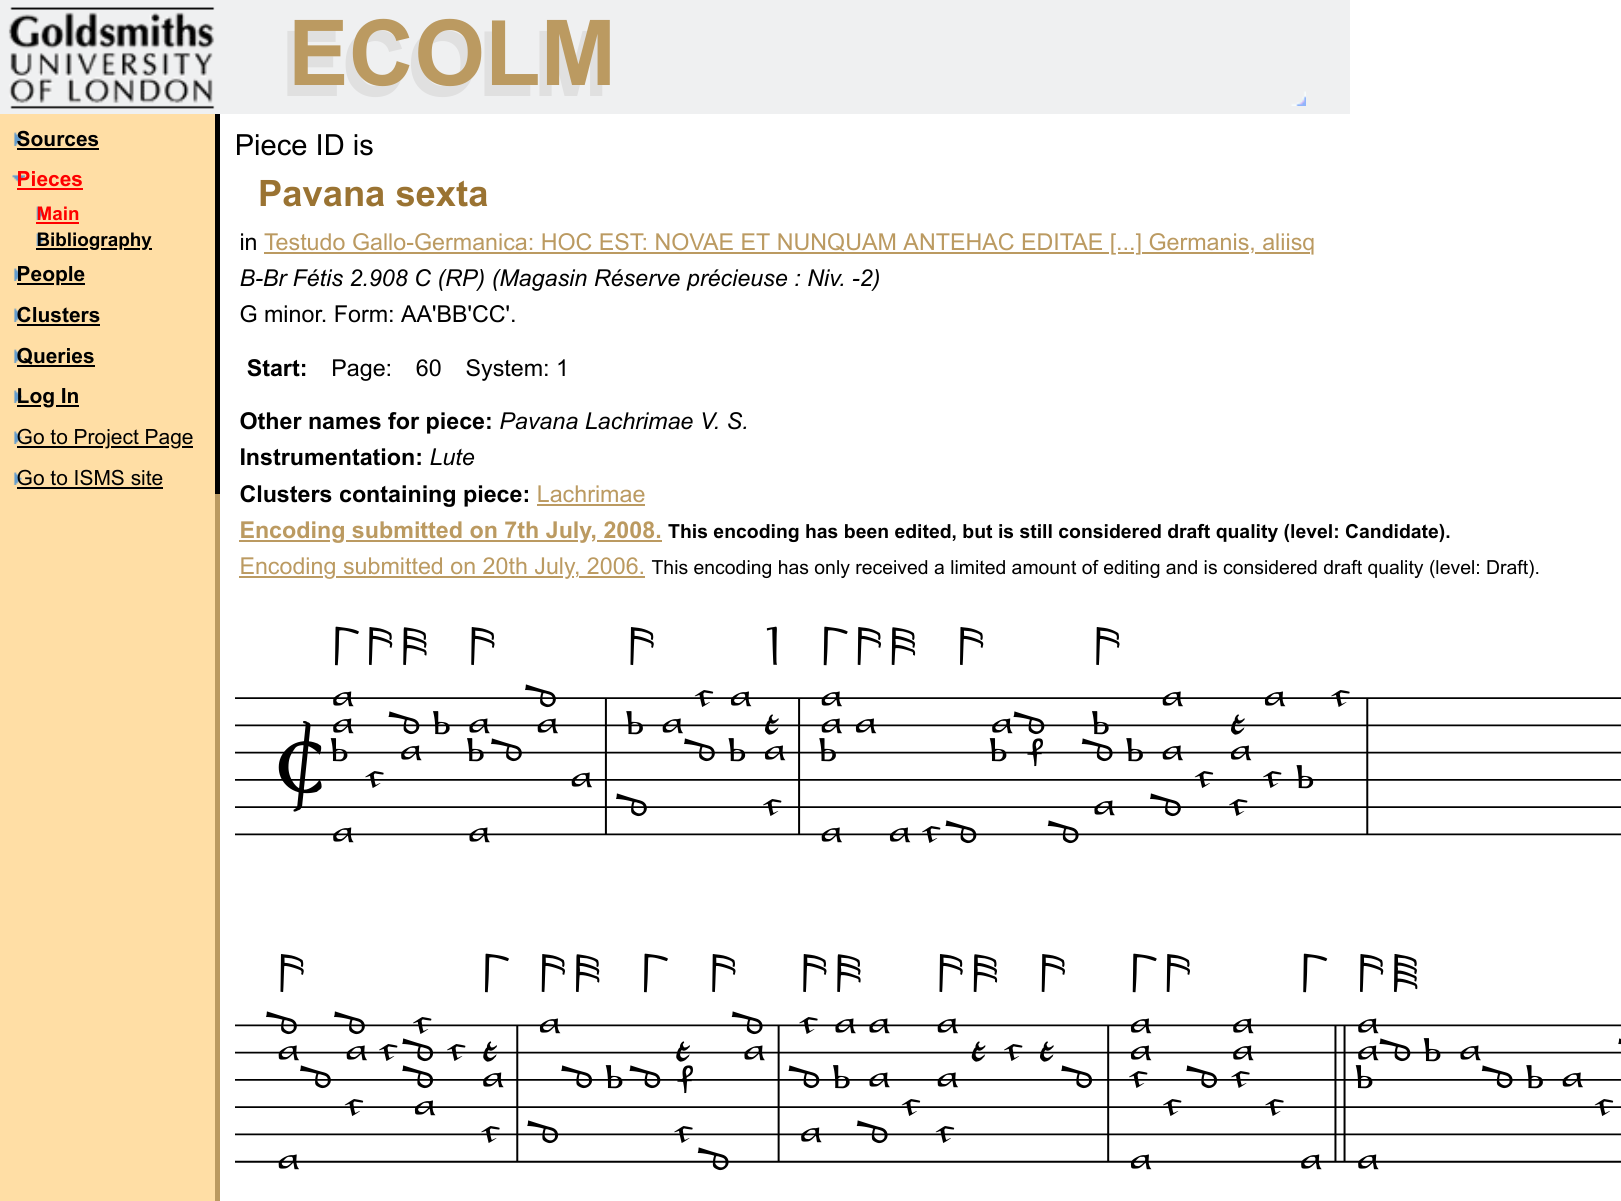 Goldsmiths
UNIVERSITY
OF LONDON
ECOLM
Sources
Pieces
Main
Bibliography
People
Clusters
Queries
Log In
Go to Project Page
Go to ISMS site
Piece ID is
Pavana sexta
in Testudo Gallo-Germanica: HOC EST: NOVAE ET NUNQUAM ANTEHAC EDITAE [...] Germanis, aliisq
B-Br Fétis 2.908 C (RP) (Magasin Réserve précieuse : Niv. -2)
G minor. Form: AA'BB'CC'.
Start: Page: 60 System: 1
Other names for piece: Pavana Lachrimae V. S.
Instrumentation: Lute
Clusters containing piece: Lachrimae
Encoding submitted on 7th July, 2008. This encoding has been edited, but is still considered draft quality (level: Candidate).
Encoding submitted on 20th July, 2006. This encoding has only received a limited amount of editing and is considered draft quality (level: Draft).